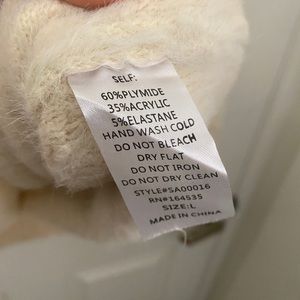 SELF:
60%PLYMIDE
35%ACRYLIC
5%ELASTANE
HAND WASH COLD
DO NOT BLEACH
DRY FLAT
DO NOT IRON
DO NOT DRY CLEAN
STYLE#SA00016
RN#164535
SIZE:L
MADE IN CHINA